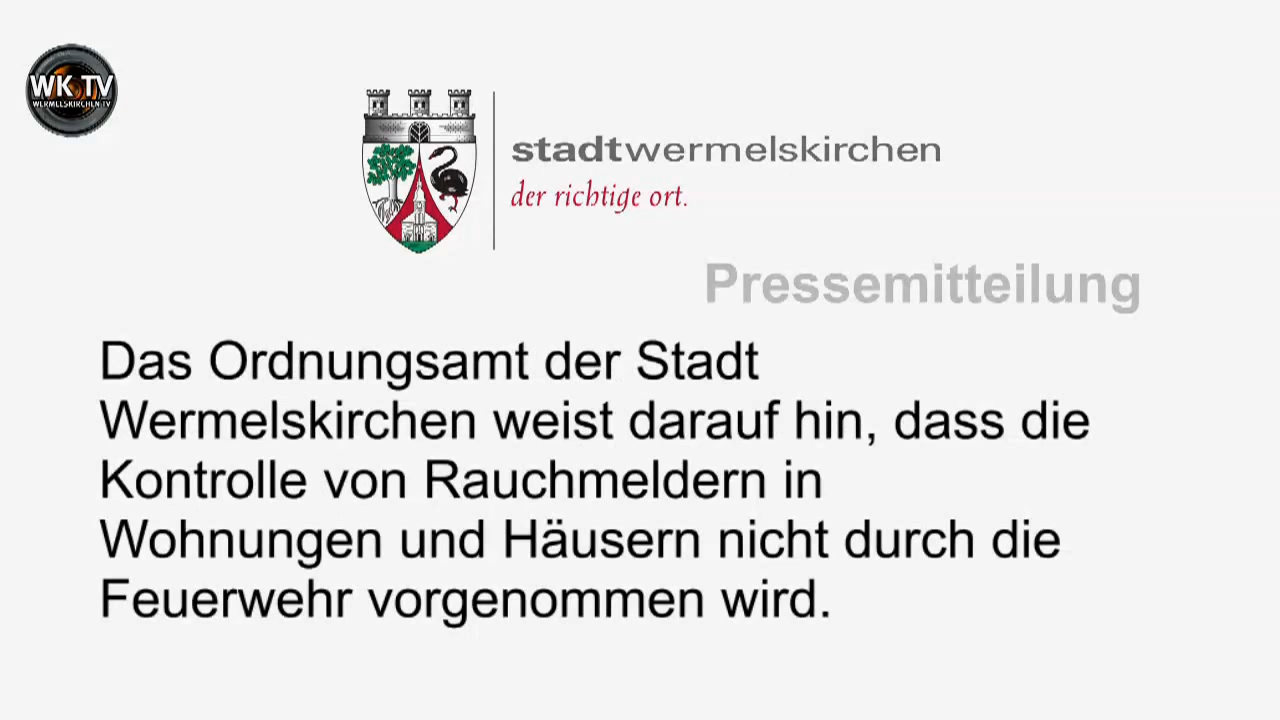 WK TV
WERMELSKIRCHEN.TV
stadtwermelskirchen
der richtige ort.
Pressemitteilung
Das Ordnungsamt der Stadt
Wermelskirchen weist darauf hin, dass die
Kontrolle von Rauchmeldern in
Wohnungen und Häusern nicht durch die
Feuerwehr vorgenommen wird.